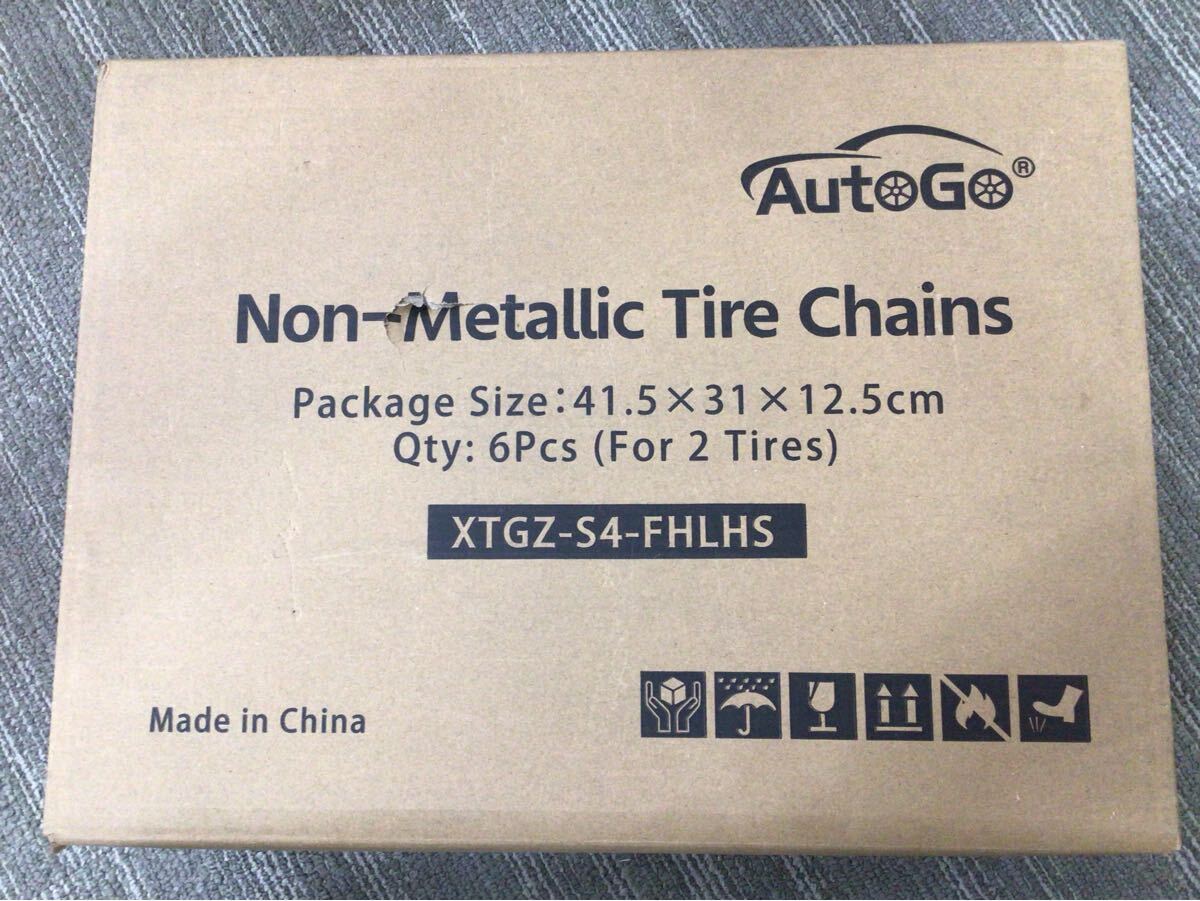 AutoGo®
Non-Metallic Tire Chains
Package Size:41.5×31×12.5cm
Qty: 6Pcs (For 2 Tires)
XTGZ-S4-FHLHS
Made in China